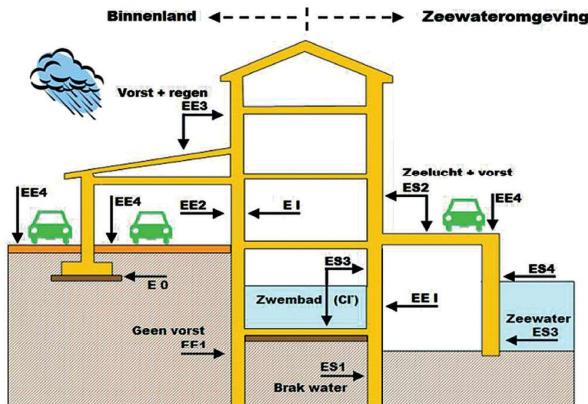 Binnenland
Zeewateromgeving
Vorst + regen
EE3
Zeelucht + vorst
ES2
EE4
EE4
EE4
EE2
E I
ES3
ES4
E 0
Zwembad (Cl⁻)
EE I
Zeewater
ES3
Geen vorst
EE1
ES1
Brak water